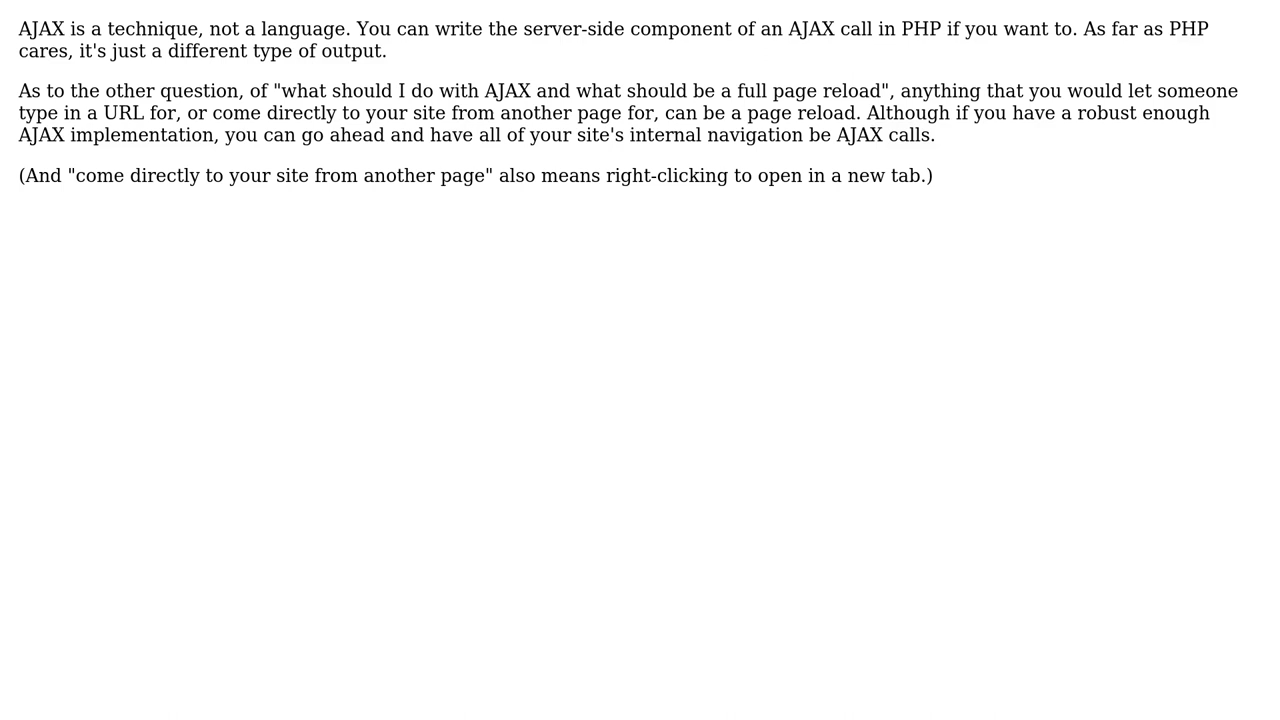 AJAX is a technique, not a language. You can write the server-side component of an AJAX call in PHP if you want to. As far as PHP
cares, it's just a different type of output.
As to the other question, of "what should I do with AJAX and what should be a full page reload", anything that you would let someone
type in a URL for, or come directly to your site from another page for, can be a page reload. Although if you have a robust enough
AJAX implementation, you can go ahead and have all of your site's internal navigation be AJAX calls.
(And "come directly to your site from another page" also means right-clicking to open in a new tab.)